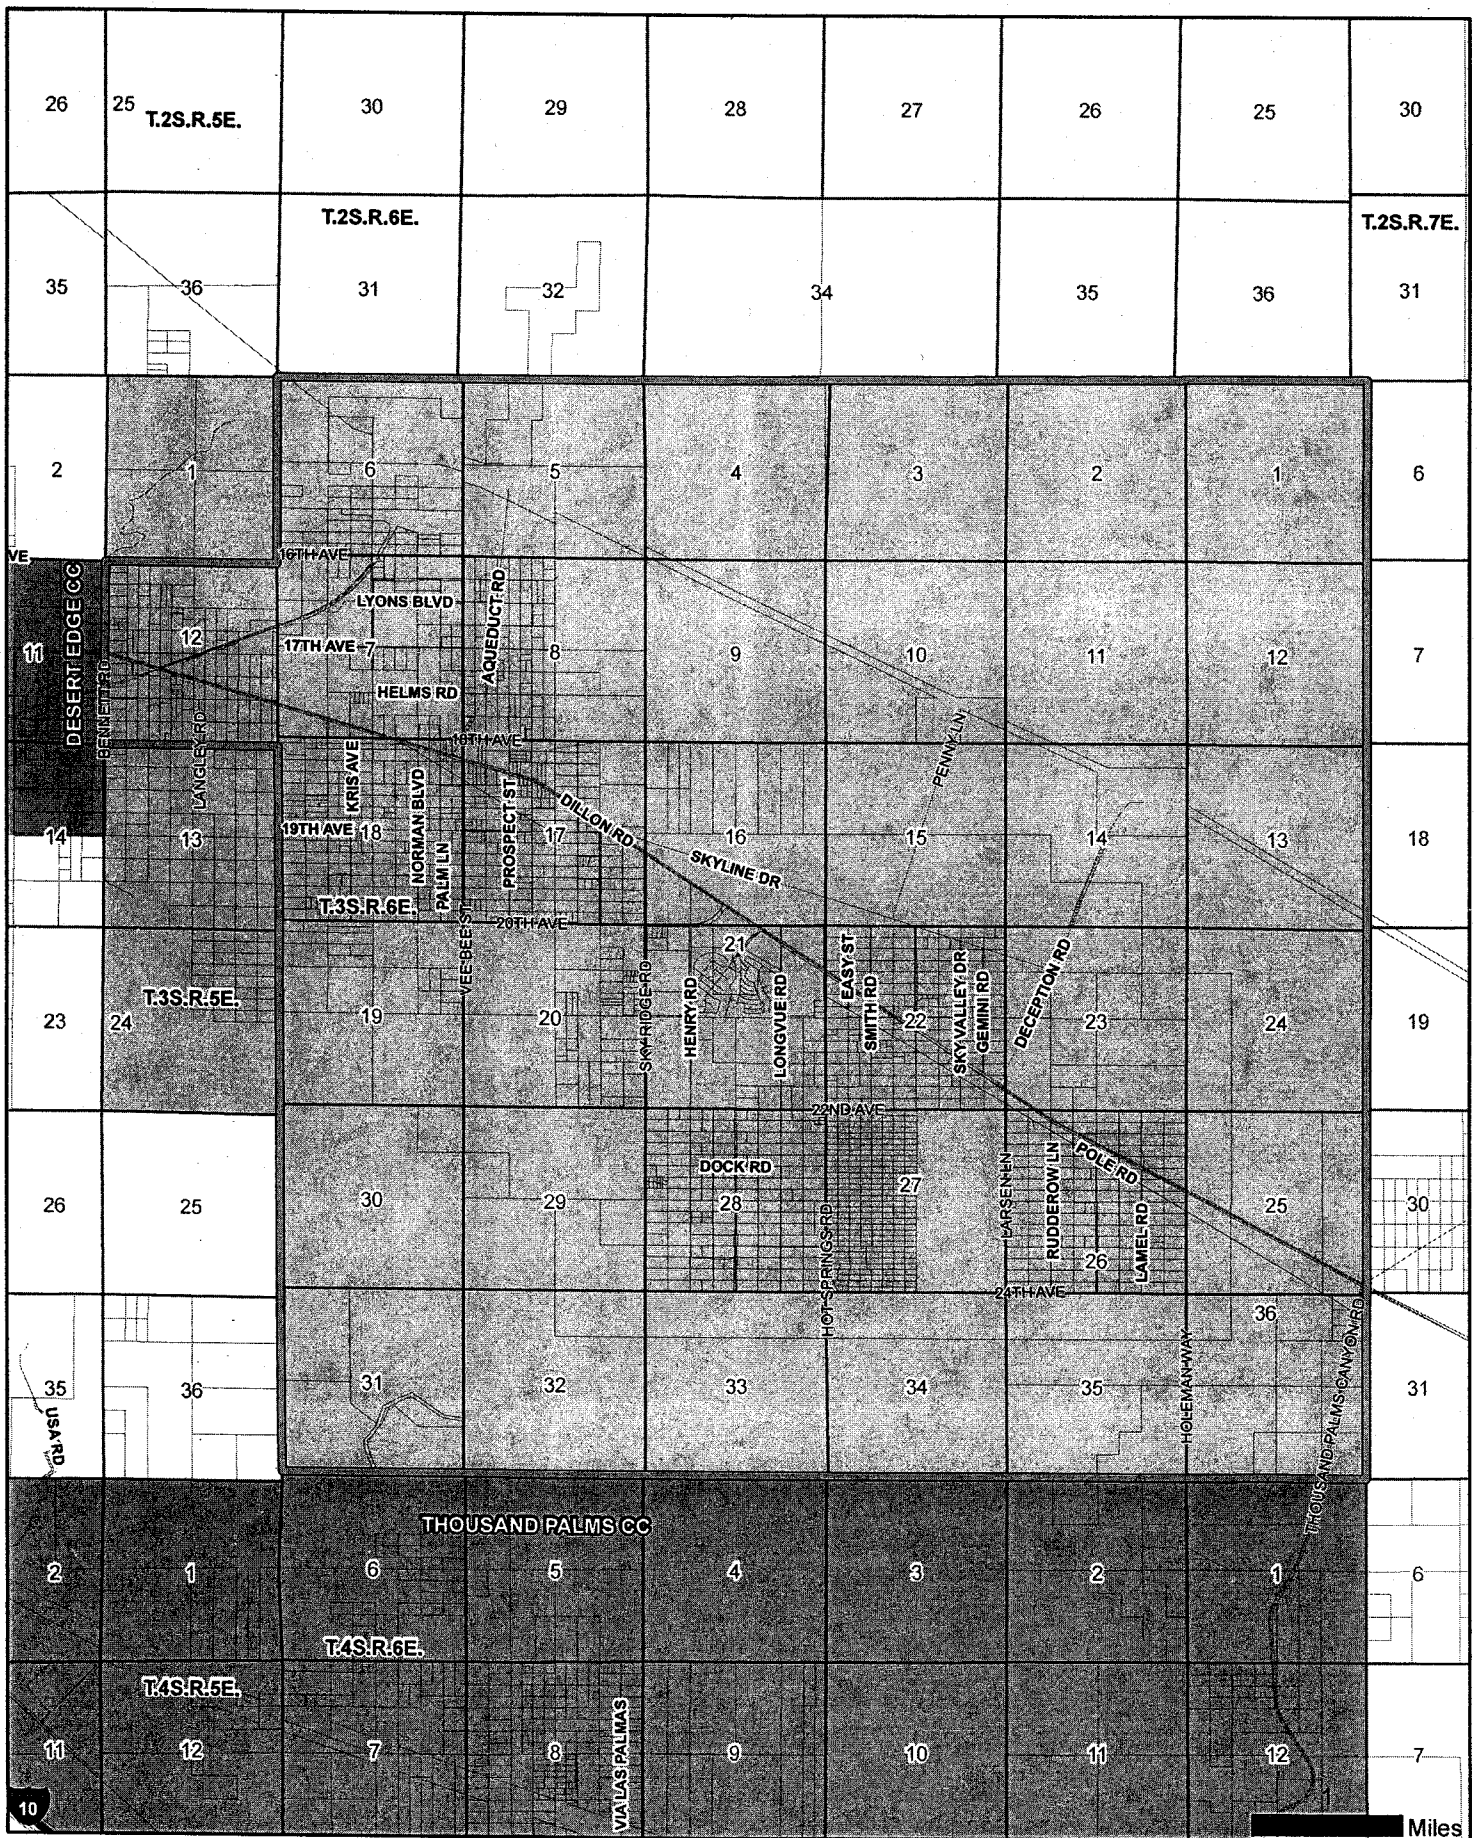 26 25 30 29 28 27 26 25 30
T.2S.R.5E.
T.2S.R.6E. T.2S.R.7E.
35 36 31 32 34 35 36 31
2 1 6 5 4 3 2 1 6
VE 16TH AVE
DESERT EDGE CC
LYONS BLVD
AQUEDUCT RD
12
11 17TH AVE 7 8 9 10 11 12 7
BENNETT RD
HELMS RD
LANGLEY RD
18TH AVE
PENNY LN
KRIS AVE
NORMAN BLVD
PROSPECT ST
DILLON RD
14 13 19TH AVE 18 17 16 15 14 13 18
PALM LN
SKYLINE DR
T.3S.R.6E.
20TH AVE
VEE BEE ST
21
EASY ST
SKY VALLEY DR
DECEPTION RD
T.3S.R.5E.
SKY RIDGE RD
HENRY RD
LONGVUE RD
SMITH RD
GEMINI RD
23 24 19 20 22 23 24 19
22ND AVE
DOCK RD
POLE RD
26 25 30 29 28 27 25 30
LARSEN LN
RUDDEROW LN
LAMEL RD
HOT SPRINGS RD
26
24TH AVE
36
HOLEMAN WAY
THOUSAND PALMS CANYON RD
35 36 31 32 33 34 35 31
USA RD
THOUSAND PALMS CC
2 1 6 5 4 3 2 1 6
T.4S.R.6E.
T.4S.R.5E.
VIA LAS PALMAS
11 12 7 8 9 10 11 12 7
10
Miles